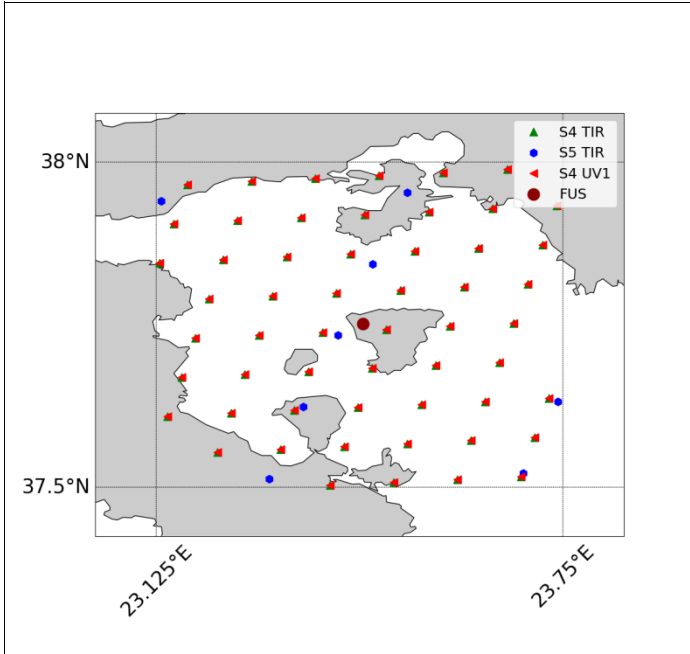 S4 TIR
S5 TIR
S4 UV1
FUS
38°N
37.5°N
23.125°E
23.75°E